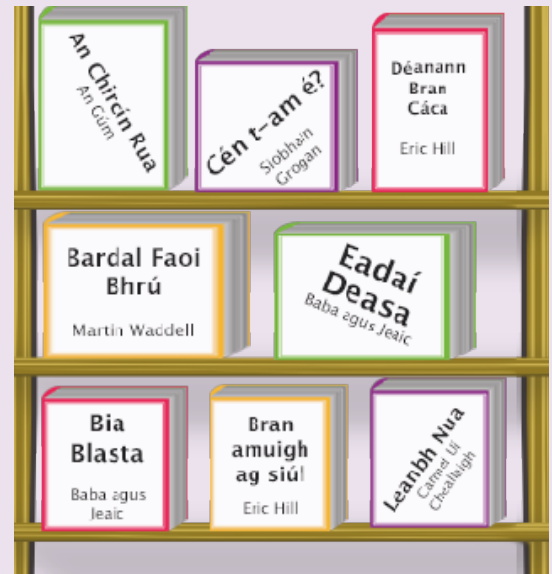 An Chircín Rua
An Gúm
Cén t-am é?
Siobháin
Grogan
Déanann
Bran
Cáca
Eric Hill
Bardal Faoi
Bhrú
Martin Waddell
Eadaí
Deasa
Baba agus Jeaic
Bia
Blasta
Baba agus
Jeaic
Bran
amuigh
ag siúl
Eric Hill
Leanbh Nua
Carmel Uí
Cheallaigh